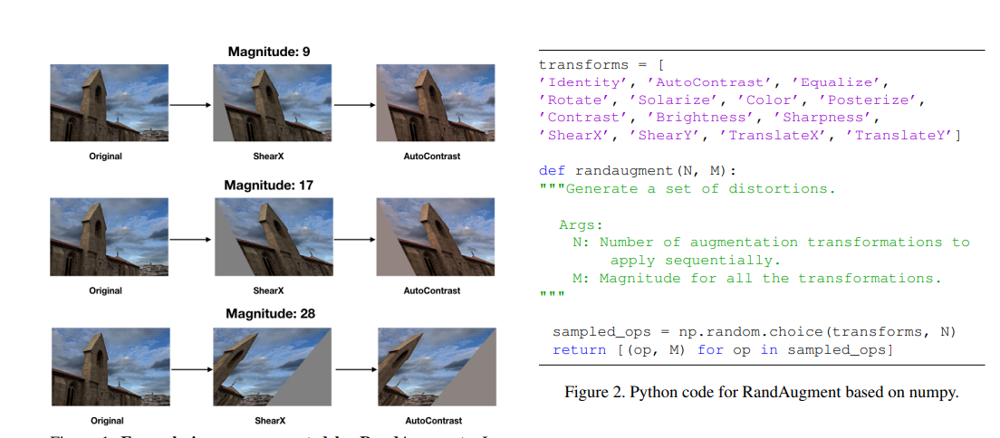 Magnitude: 9
Original
ShearX
AutoContrast
Magnitude: 17
Original
ShearX
AutoContrast
Magnitude: 28
Original
ShearX
AutoContrast
transforms = [
’Identity’, ’AutoContrast’, ’Equalize’,
’Rotate’, ’Solarize’, ’Color’, ’Posterize’,
’Contrast’, ’Brightness’, ’Sharpness’,
’ShearX’, ’ShearY’, ’TranslateX’, ’TranslateY’]
def randaugment(N, M):
"""Generate a set of distortions.
Args:
N: Number of augmentation transformations to
apply sequentially.
M: Magnitude for all the transformations.
"""
sampled_ops = np.random.choice(transforms, N)
return [(op, M) for op in sampled_ops]
Figure 2. Python code for RandAugment based on numpy.